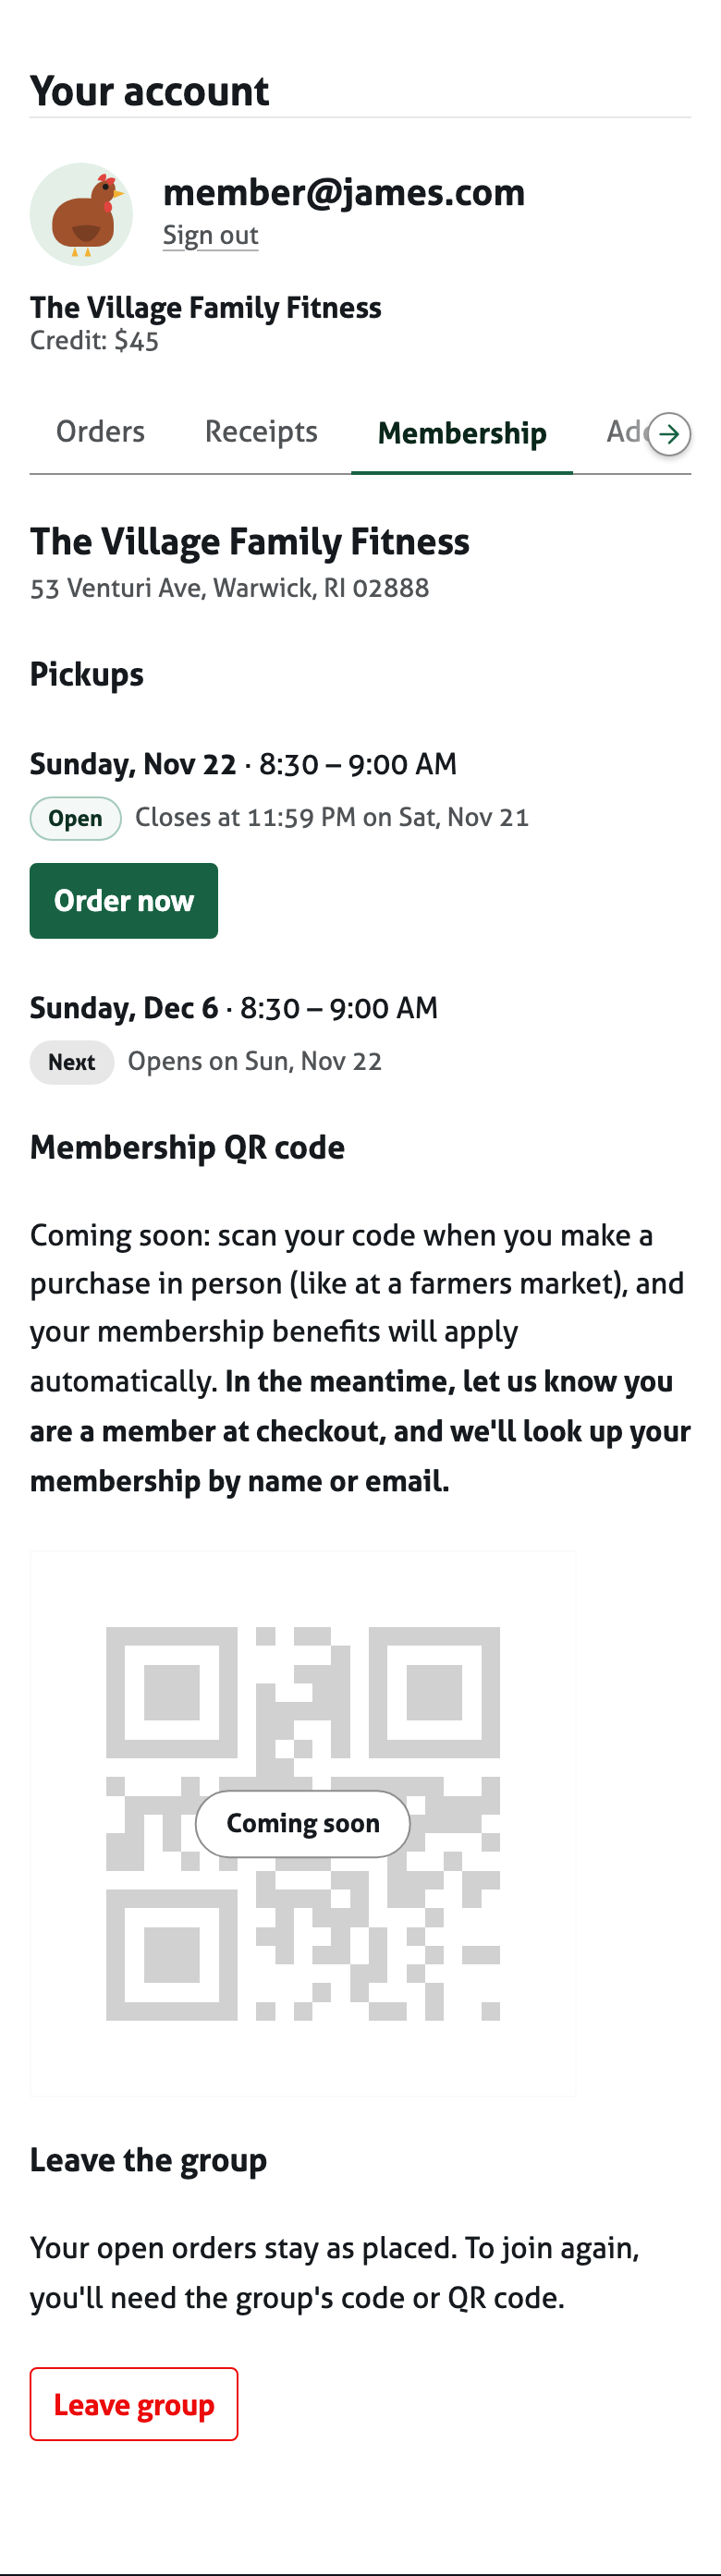 Your account
member@james.com
Sign out
The Village Family Fitness
Credit: $45
Orders
Receipts
Membership
The Village Family Fitness
53 Venturi Ave, Warwick, RI 02888
Pickups
Sunday, Nov 22 · 8:30 – 9:00 AM
Open Closes at 11:59 PM on Sat, Nov 21
Order now
Sunday, Dec 6 · 8:30 – 9:00 AM
Next Opens on Sun, Nov 22
Membership QR code
Coming soon: scan your code when you make a
purchase in person (like at a farmers market), and
your membership benefits will apply
automatically. In the meantime, let us know you
are a member at checkout, and we'll look up your
membership by name or email.
Coming soon
Leave the group
Your open orders stay as placed. To join again,
you'll need the group's code or QR code.
Leave group